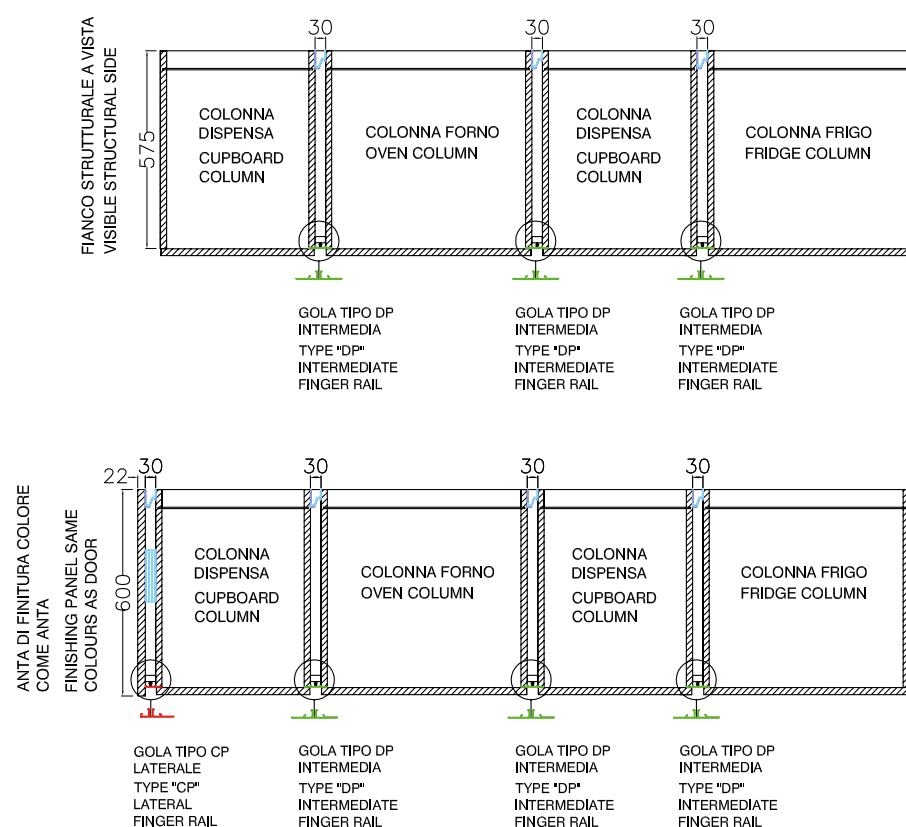 30
30
30
FIANCO STRUTTURALE A VISTA
VISIBLE STRUCTURAL SIDE
575
COLONNA
DISPENSA
CUPBOARD
COLUMN
COLONNA FORNO
OVEN COLUMN
COLONNA
DISPENSA
CUPBOARD
COLUMN
COLONNA FRIGO
FRIDGE COLUMN
GOLA TIPO DP
INTERMEDIA
TYPE "DP"
INTERMEDIATE
FINGER RAIL
GOLA TIPO DP
INTERMEDIA
TYPE "DP"
INTERMEDIATE
FINGER RAIL
GOLA TIPO DP
INTERMEDIA
TYPE "DP"
INTERMEDIATE
FINGER RAIL
22
30
30
30
30
ANTA DI FINITURA COLORE
COME ANTA
FINISHING PANEL SAME
COLOURS AS DOOR
600
COLONNA
DISPENSA
CUPBOARD
COLUMN
COLONNA FORNO
OVEN COLUMN
COLONNA
DISPENSA
CUPBOARD
COLUMN
COLONNA FRIGO
FRIDGE COLUMN
GOLA TIPO CP
LATERALE
TYPE "CP"
LATERAL
FINGER RAIL
GOLA TIPO DP
INTERMEDIA
TYPE "DP"
INTERMEDIATE
FINGER RAIL
GOLA TIPO DP
INTERMEDIA
TYPE "DP"
INTERMEDIATE
FINGER RAIL
GOLA TIPO DP
INTERMEDIA
TYPE "DP"
INTERMEDIATE
FINGER RAIL